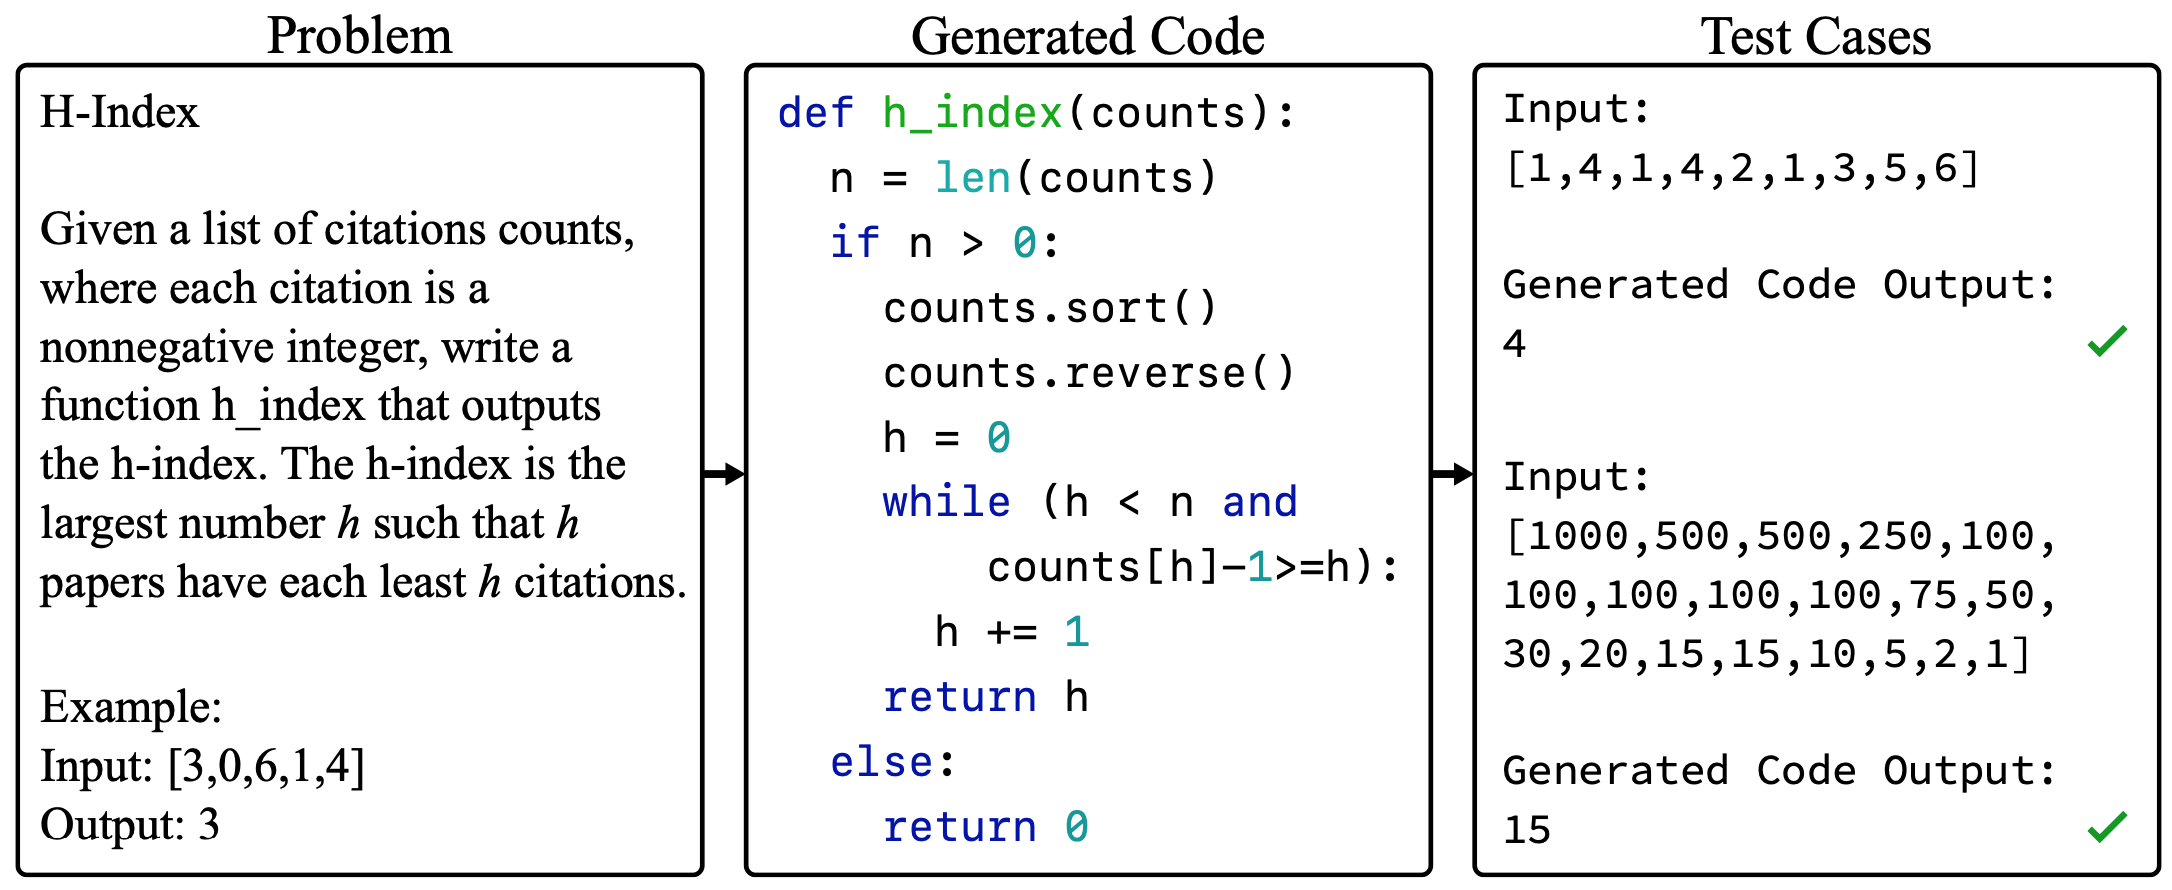 Problem
H-Index
Given a list of citations counts,
where each citation is a
nonnegative integer, write a
function h_index that outputs
the h-index. The h-index is the
largest number h such that h
papers have each least h citations.
Example:
Input: [3,0,6,1,4]
Output: 3
Generated Code
def h_index(counts):
  n = len(counts)
  if n > 0:
    counts.sort()
    counts.reverse()
    h = 0
    while (h < n and
        counts[h]-1>=h):
      h += 1
    return h
  else:
    return 0
Test Cases
Input:
[1,4,1,4,2,1,3,5,6]
Generated Code Output:
4
Input:
[1000,500,500,250,100,
100,100,100,100,75,50,
30,20,15,15,10,5,2,1]
Generated Code Output:
15